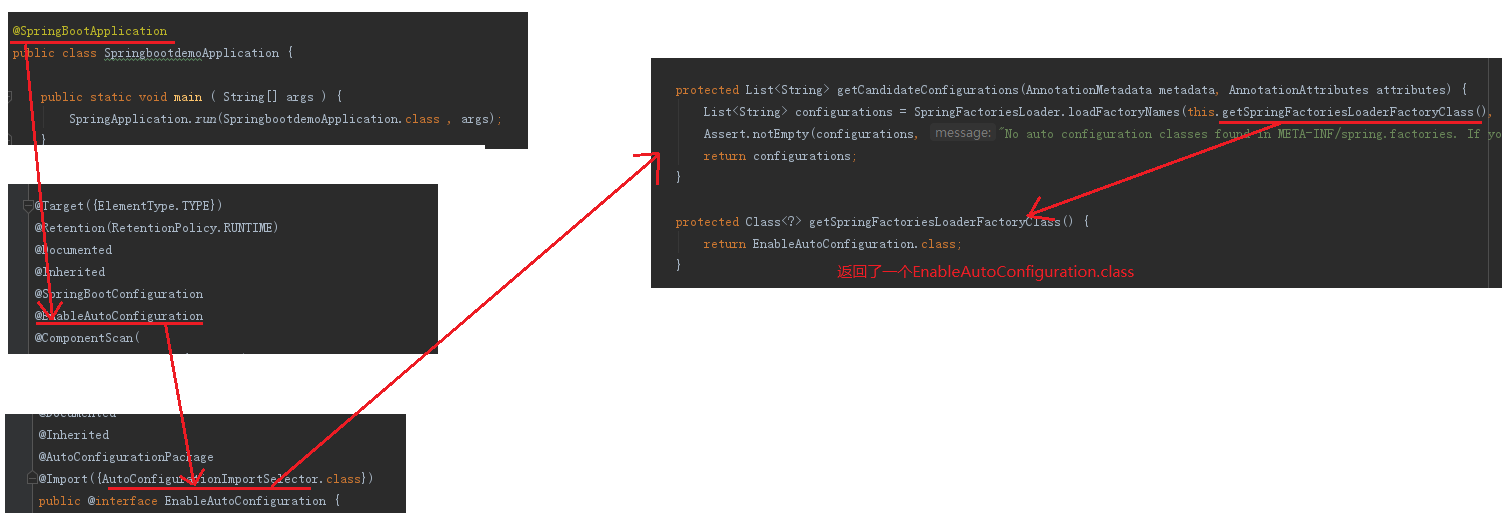 @SpringBootApplication
public class SpringbootdemoApplication {
public static void main ( String[] args ) {
SpringApplication.run(SpringbootdemoApplication.class , args);
}
@Target({ElementType.TYPE})
@Retention(RetentionPolicy.RUNTIME)
@Documented
@Inherited
@SpringBootConfiguration
@EnableAutoConfiguration
@ComponentScan(
@Documented
@Inherited
@AutoConfigurationPackage
@Import({AutoConfigurationImportSelector.class})
public @interface EnableAutoConfiguration {
protected List<String> getCandidateConfigurations(AnnotationMetadata metadata, AnnotationAttributes attributes) {
List<String> configurations = SpringFactoriesLoader.loadFactoryNames(this.getSpringFactoriesLoaderFactoryClass(),
Assert.notEmpty(configurations, message: "No auto configuration classes found in META-INF/spring.factories. If yo
return configurations;
}
protected Class<?> getSpringFactoriesLoaderFactoryClass() {
return EnableAutoConfiguration.class;
}
返回了一个EnableAutoConfiguration.class